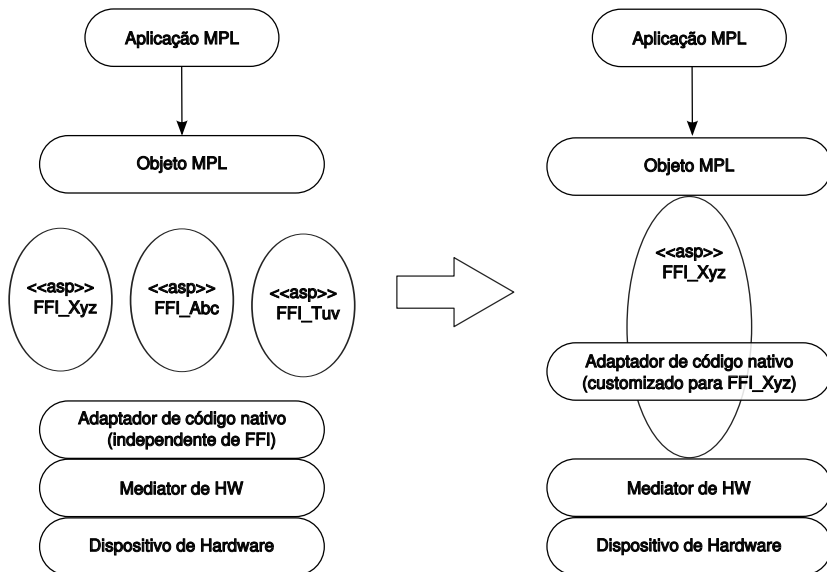 Aplicação MPL
Objeto MPL
<<asp>>
FFI_Xyz
<<asp>>
FFI_Abc
<<asp>>
FFI_Tuv
Adaptador de código nativo
(independente de FFI)
Mediator de HW
Dispositivo de Hardware
Aplicação MPL
Objeto MPL
<<asp>>
FFI_Xyz
Adaptador de código nativo
(customizado para FFI_Xyz)
Mediator de HW
Dispositivo de Hardware